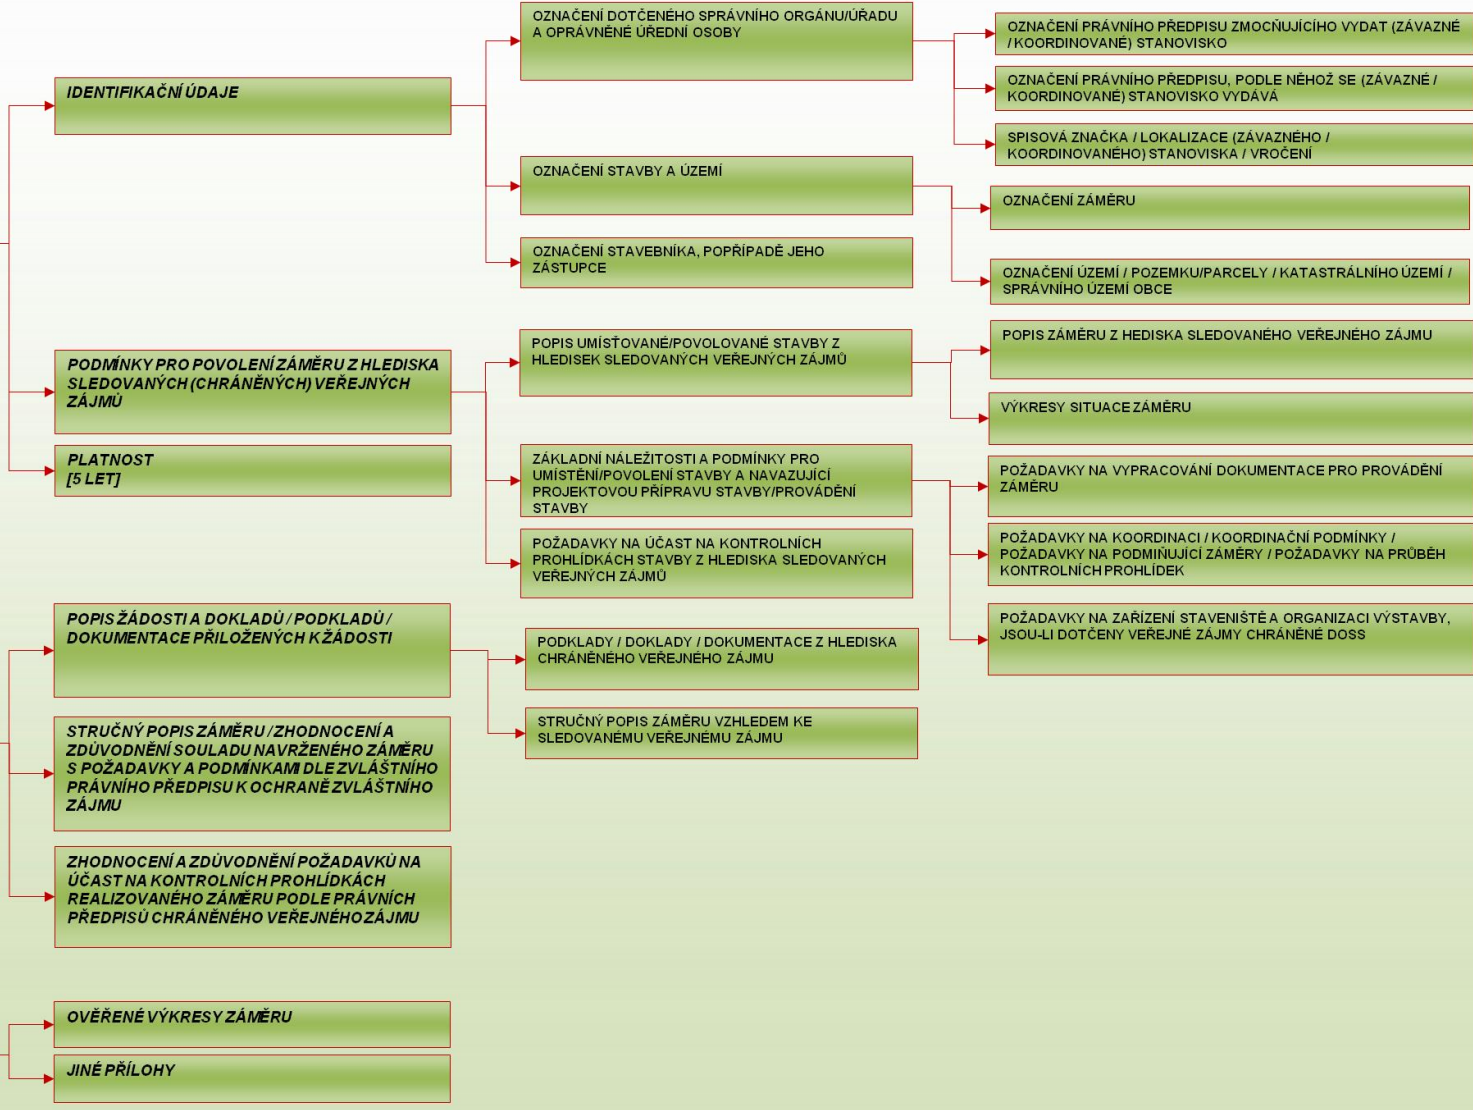 IDENTIFIKAČNÍ ÚDAJE
PODMÍNKY PRO POVOLENÍ ZÁMĚRU Z HLEDISKA
SLEDOVANÝCH (CHRÁNĚNÝCH) VEŘEJNÝCH
ZÁJMŮ
PLATNOST
[5 LET]
POPIS ŽÁDOSTI A DOKLADŮ / PODKLADŮ /
DOKUMENTACE PŘILOŽENÝCH K ŽÁDOSTI
STRUČNÝ POPIS ZÁMĚRU / ZHODNOCENÍ A
ZDŮVODNĚNÍ SOULADU NAVRŽENÉHO ZÁMĚRU
S POŽADAVKY A PODMÍNKAMI DLE ZVLÁŠTNÍHO
PRÁVNÍHO PŘEDPISU K OCHRANĚ ZVLÁŠTNÍHO
ZÁJMU
ZHODNOCENÍ A ZDŮVODNĚNÍ POŽADAVKŮ NA
ÚČAST NA KONTROLNÍCH PROHLÍDKÁCH
REALIZOVANÉHO ZÁMĚRU PODLE PRÁVNÍCH
PŘEDPISŮ CHRÁNĚNÉHO VEŘEJNÉHO ZÁJMU
OVĚŘENÉ VÝKRESY ZÁMĚRU
JINÉ PŘÍLOHY
OZNAČENÍ DOTČENÉHO SPRÁVNÍHO ORGÁNU/ÚŘADU
A OPRÁVNĚNÉ ÚŘEDNÍ OSOBY
OZNAČENÍ STAVBY A ÚZEMÍ
OZNAČENÍ STAVEBNÍKA, POPŘÍPADĚ JEHO
ZÁSTUPCE
POPIS UMÍSŤOVANÉ/POVOLOVANÉ STAVBY Z
HLEDISEK SLEDOVANÝCH VEŘEJNÝCH ZÁJMŮ
ZÁKLADNÍ NÁLEŽITOSTI A PODMÍNKY PRO
UMÍSTĚNÍ/POVOLENÍ STAVBY A NAVAZUJÍCÍ
PROJEKTOVOU PŘÍPRAVU STAVBY/PROVÁDĚNÍ
STAVBY
POŽADAVKY NA ÚČAST NA KONTROLNÍCH
PROHLÍDKÁCH STAVBY Z HLEDISKA SLEDOVANÝCH
VEŘEJNÝCH ZÁJMŮ
PODKLADY / DOKLADY / DOKUMENTACE Z HLEDISKA
CHRÁNĚNÉHO VEŘEJNÉHO ZÁJMU
STRUČNÝ POPIS ZÁMĚRU VZHLEDEM KE
SLEDOVANÉMU VEŘEJNÉMU ZÁJMU
OZNAČENÍ PRÁVNÍHO PŘEDPISU ZMOCŇUJÍCÍHO VYDAT (ZÁVAZNÉ
/ KOORDINOVANÉ) STANOVISKO
OZNAČENÍ PRÁVNÍHO PŘEDPISU, PODLE NĚHOŽ SE (ZÁVAZNÉ /
KOORDINOVANÉ) STANOVISKO VYDÁVÁ
SPISOVÁ ZNAČKA / LOKALIZACE (ZÁVAZNÉHO /
KOORDINOVANÉHO) STANOVISKA / VROČENÍ
OZNAČENÍ ZÁMĚRU
OZNAČENÍ ÚZEMÍ / POZEMKU/PARCELY / KATASTRÁLNÍHO ÚZEMÍ /
SPRÁVNÍHO ÚZEMÍ OBCE
POPIS ZÁMĚRU Z HEDISKA SLEDOVANÉHO VEŘEJNÉHO ZÁJMU
VÝKRESY SITUACE ZÁMĚRU
POŽADAVKY NA VYPRACOVÁNÍ DOKUMENTACE PRO PROVÁDĚNÍ
ZÁMĚRU
POŽADAVKY NA KOORDINACI / KOORDINAČNÍ PODMÍNKY /
POŽADAVKY NA PODMIŇUJÍCÍ ZÁMĚRY / POŽADAVKY NA PRŮBĚH
KONTROLNÍCH PROHLÍDEK
POŽADAVKY NA ZAŘÍZENÍ STAVENIŠTĚ A ORGANIZACI VÝSTAVBY,
JSOU-LI DOTČENY VEŘEJNÉ ZÁJMY CHRÁNĚNÉ DOSS